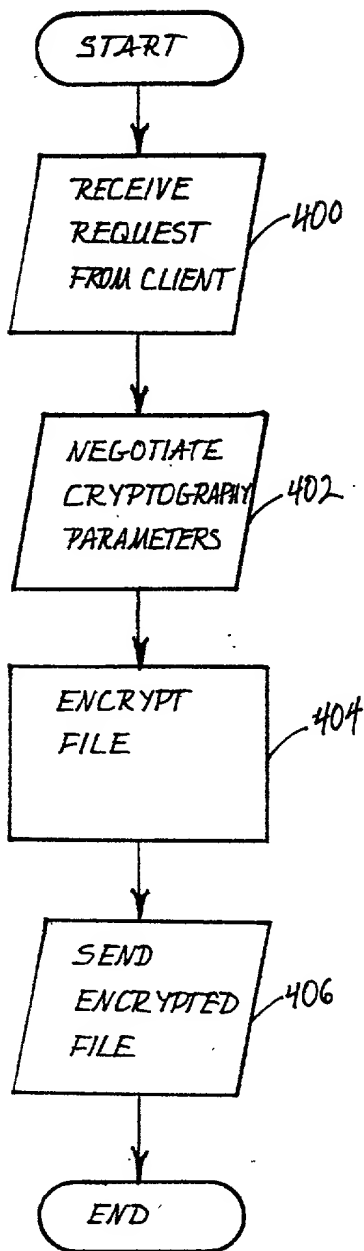 START
RECEIVE
REQUEST
FROM CLIENT
400
NEGOTIATE
CRYPTOGRAPHY
PARAMETERS
402
ENCRYPT
FILE
404
SEND
ENCRYPTED
FILE
406
END